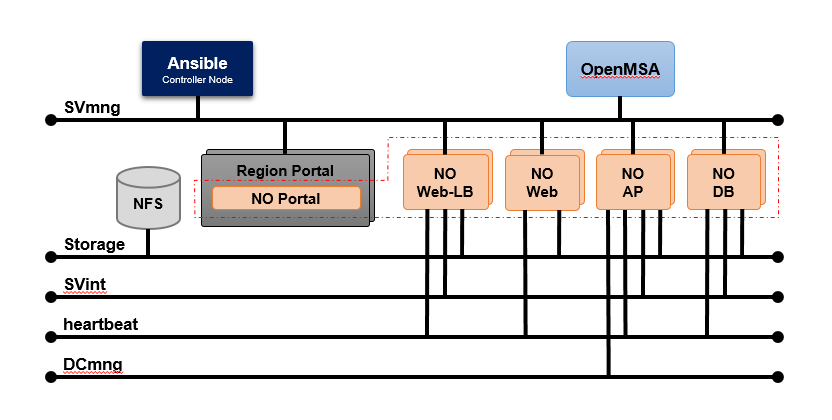 Ansible
Controller Node
OpenMSA
SVmng
NFS
Region Portal
NO Portal
NO
Web-LB
NO
Web
NO
AP
NO
DB
Storage
SVint
heartbeat
DCmng